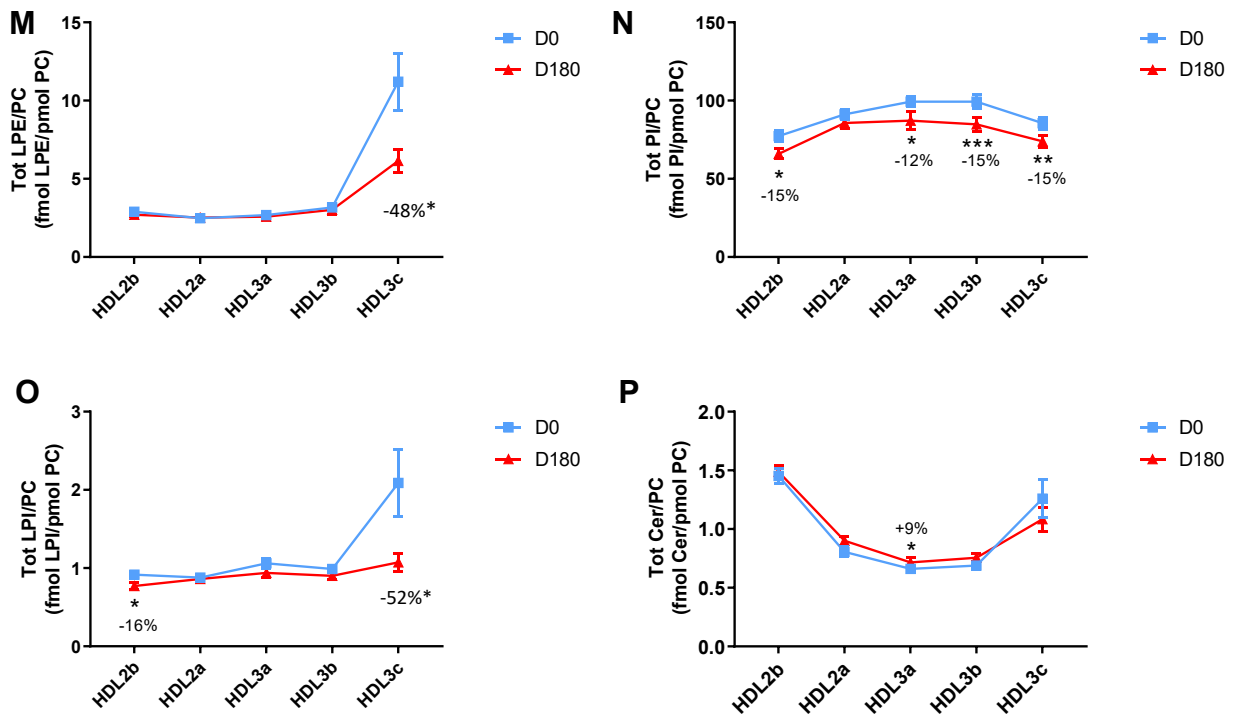 M
Tot LPE/PC
(fmol LPE/pmol PC)
15
10
5
0
-48%*
HDL2b
HDL2a
HDL3a
HDL3b
HDL3c
D0
D180
N
Tot PI/PC
(fmol PI/pmol PC)
150
100
50
0
*
-15%
*
-12%
***
-15%
**
-15%
HDL2b
HDL2a
HDL3a
HDL3b
HDL3c
D0
D180
O
Tot LPI/PC
(fmol LPI/pmol PC)
3
2
1
0
*
-16%
-52%*
HDL2b
HDL2a
HDL3a
HDL3b
HDL3c
D0
D180
P
Tot Cer/PC
(fmol Cer/pmol PC)
2.0
1.5
1.0
0.5
0.0
+9%
*
HDL2b
HDL2a
HDL3a
HDL3b
HDL3c
D0
D180